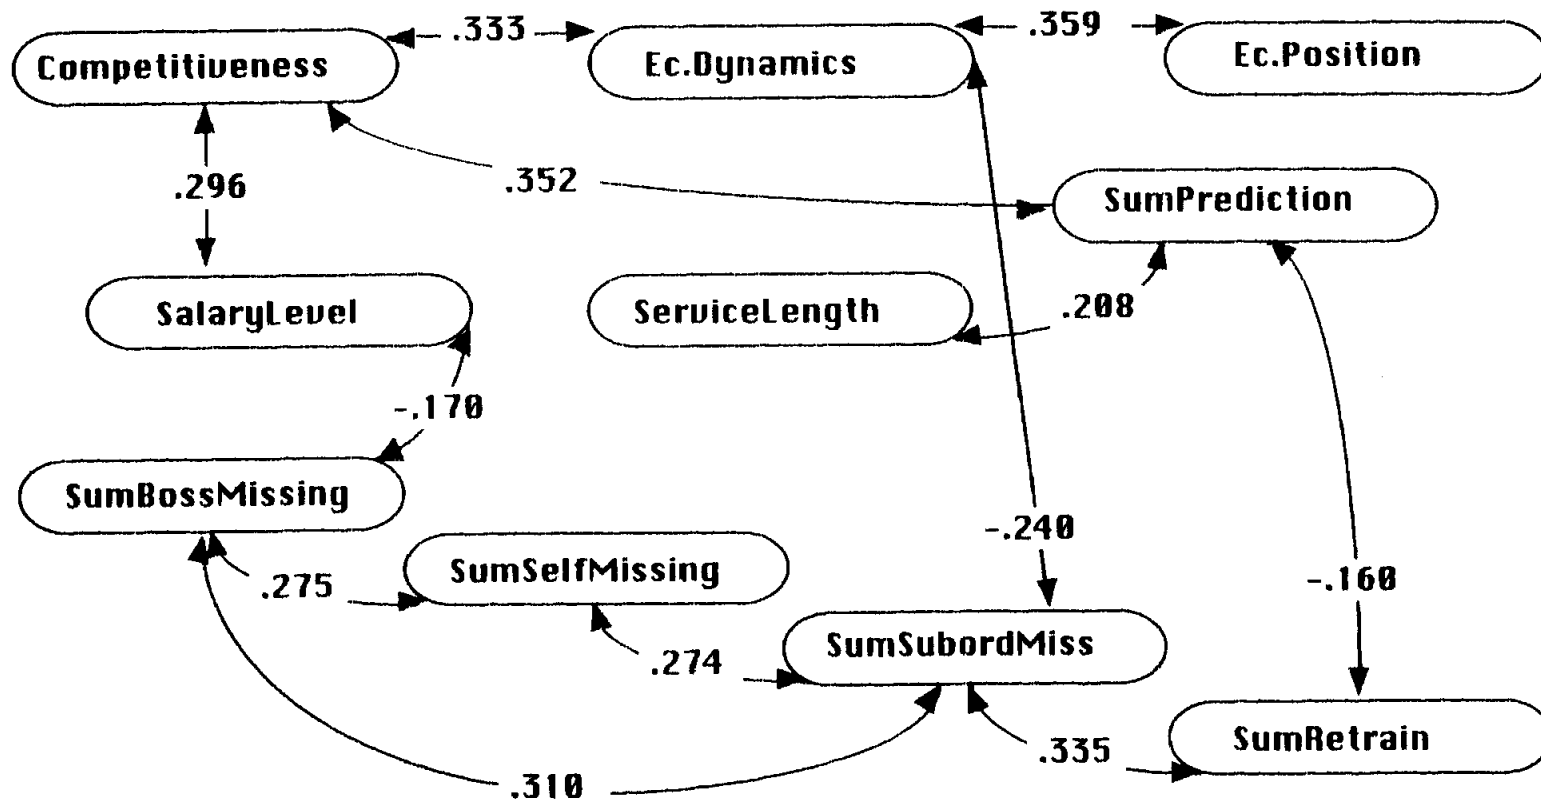 .333
.359
Competitiveness
Ec.Dynamics
Ec.Position
.296
.352
SumPrediction
SalaryLevel
ServiceLength
.208
-.170
SumBossMissing
-.240
.275
SumSelfMissing
-.160
.274
SumSubordMiss
.335
SumRetrain
.310